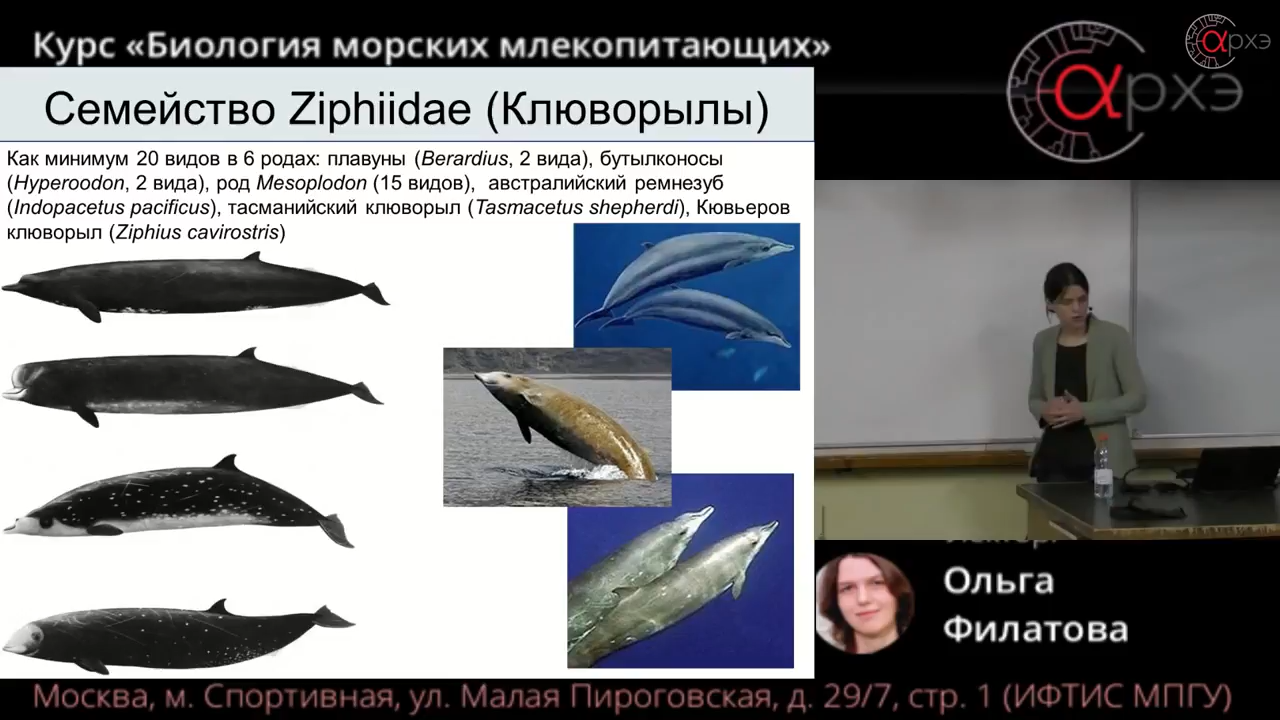 Курс «Биология морских млекопитающих»
αрхэ
αрхэ
Семейство Ziphiidae (Клюворылы)
Как минимум 20 видов в 6 родах: плавуны (Berardius, 2 вида), бутылконосы
(Hyperoodon, 2 вида), род Mesoplodon (15 видов), австралийский ремнезуб
(Indopacetus pacificus), тасманийский клюворыл (Tasmacetus shepherdi), Кювьеров
клюворыл (Ziphius cavirostris)
Ольга
Филатова
Москва, м. Спортивная, ул. Малая Пироговская, д. 29/7, стр. 1 (ИФТИС МПГУ)